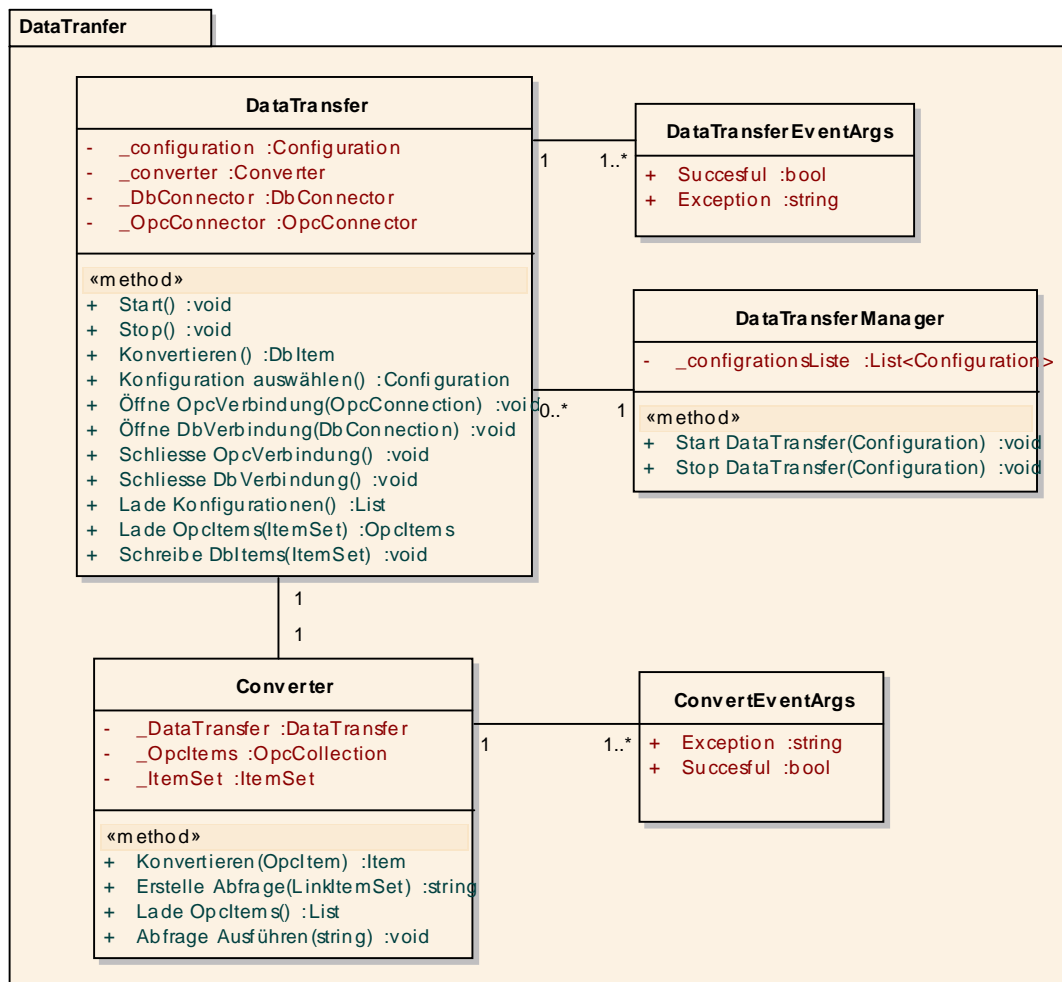 DataTranfer
DataTransfer
- _configuration :Configuration
- _converter :Converter
- _DbConnector :DbConnector
- _OpcConnector :OpcConnector
«method»
+ Start() :void
+ Stop() :void
+ Konvertieren() :DbItem
+ Konfiguration auswählen() :Configuration
+ Öffne OpcVerbindung(OpcConnection) :void
+ Öffne DbVerbindung(DbConnection) :void
+ Schliesse OpcVerbindung() :void
+ Schliesse DbVerbindung() :void
+ Lade Konfigurationen() :List
+ Lade OpcItems(ItemSet) :OpcItems
+ Schreibe DbItems(ItemSet) :void
1
1..*
DataTransferEventArgs
+ Succesful :bool
+ Exception :string
0..*
1
DataTransferManager
- _configrationsListe :List<Configuration>
«method»
+ Start DataTransfer(Configuration) :void
+ Stop DataTransfer(Configuration) :void
1
1
Converter
- _DataTransfer :DataTransfer
- _OpcItems :OpcCollection
- _ItemSet :ItemSet
«method»
+ Konvertieren(OpcItem) :Item
+ Erstelle Abfrage(LinkItemSet) :string
+ Lade OpcItems() :List
+ Abfrage Ausführen(string) :void
1
1..*
ConvertEventArgs
+ Exception :string
+ Succesful :bool